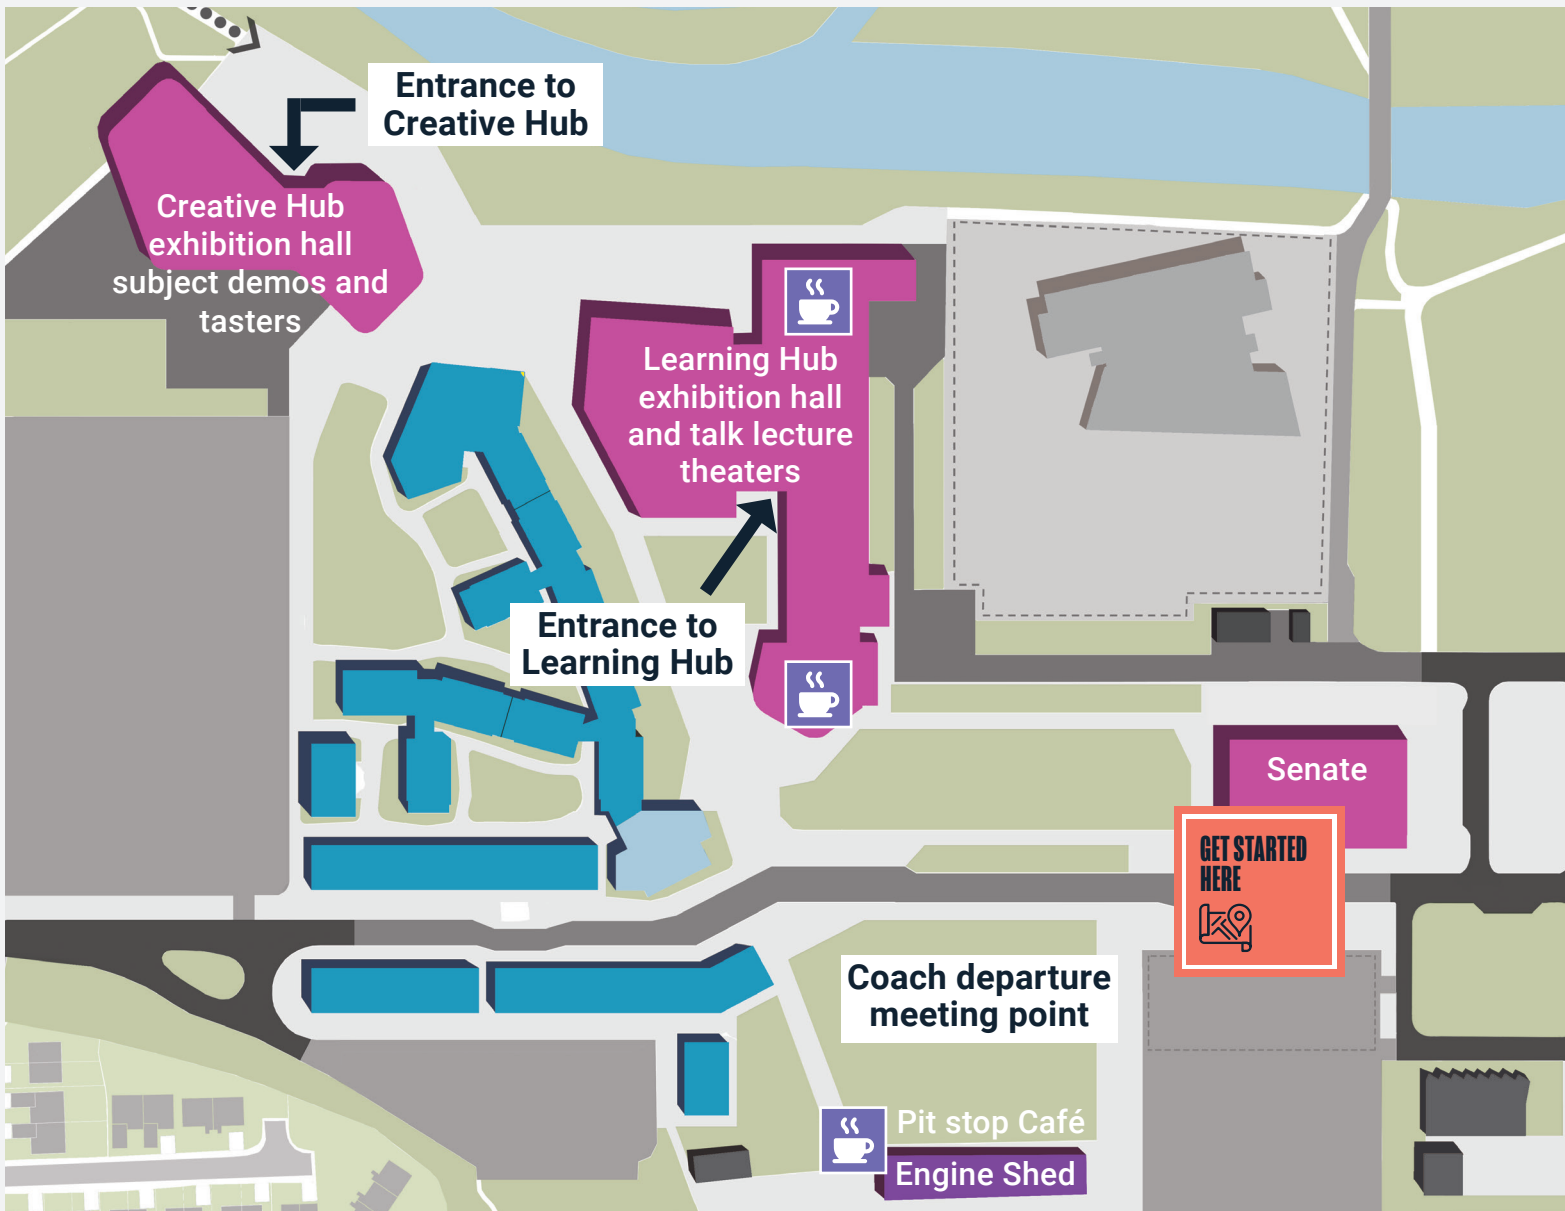 Entrance to
Creative Hub
Creative Hub
exhibition hall
subject demos and
tasters
Learning Hub
exhibition hall
and talk lecture
theaters
Entrance to
Learning Hub
Senate
GET STARTED
HERE
Coach departure
meeting point
Pit stop Café
Engine Shed